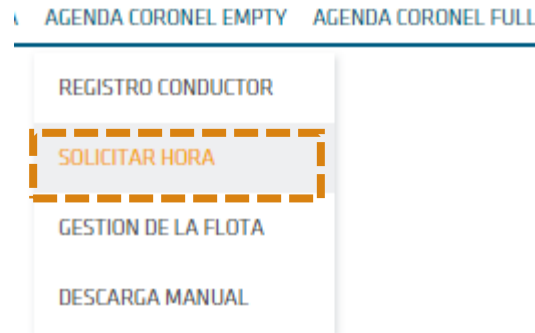 AGENDA CORONEL EMPTY AGENDA CORONEL FULL
REGISTRO CONDUCTOR
SOLICITAR HORA
GESTION DE LA FLOTA
DESCARGA MANUAL